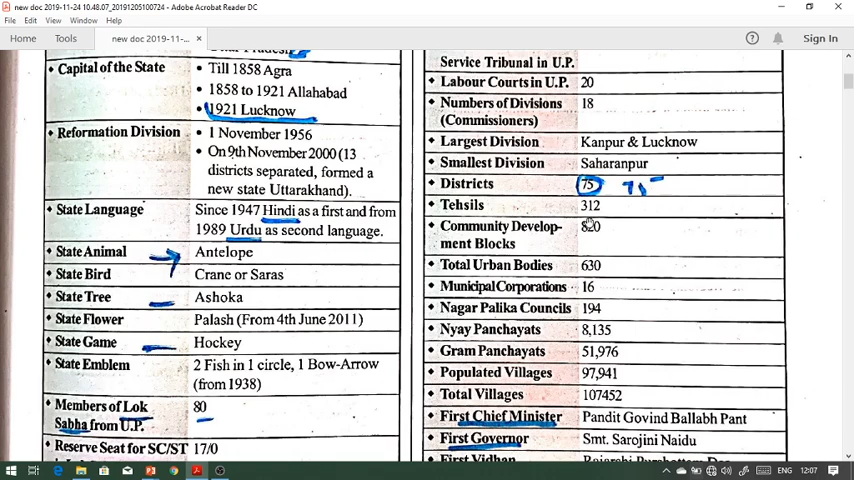 new doc 2019-11-24 10.48.07_20191205100724 - Adobe Acrobat Reader DC
File Edit View Window Help
Home Tools new doc 2019-11-... × Sign In
Capital of the State
• Till 1858 Agra
• 1858 to 1921 Allahabad
• 1921 Lucknow
Reformation Division
• 1 November 1956
• On 9th November 2000 (13
districts separated, formed a
new state Uttarakhand).
State Language
Since 1947 Hindi as a first and from
1989 Urdu as second language.
State Animal Antelope
State Bird Crane or Saras
State Tree Ashoka
State Flower Palash (From 4th June 2011)
State Game Hockey
State Emblem 2 Fish in 1 circle, 1 Bow-Arrow
(from 1938)
Members of Lok 80
Sabha from U.P.
Reserve Seat for SC/ST 17/0
Service Tribunal in U.P.
Labour Courts in U.P. 20
Numbers of Divisions 18
(Commissioners)
Largest Division Kanpur & Lucknow
Smallest Division Saharanpur
Districts 75 75
Tehsils 312
Community Develop- 820
ment Blocks
Total Urban Bodies 630
Municipal Corporations 16
Nagar Palika Councils 194
Nyay Panchayats 8,135
Gram Panchayats 51,976
Populated Villages 97,941
Total Villages 107452
First Chief Minister Pandit Govind Ballabh Pant
First Governor Smt. Sarojini Naidu
First Vidhan
ENG 12:07